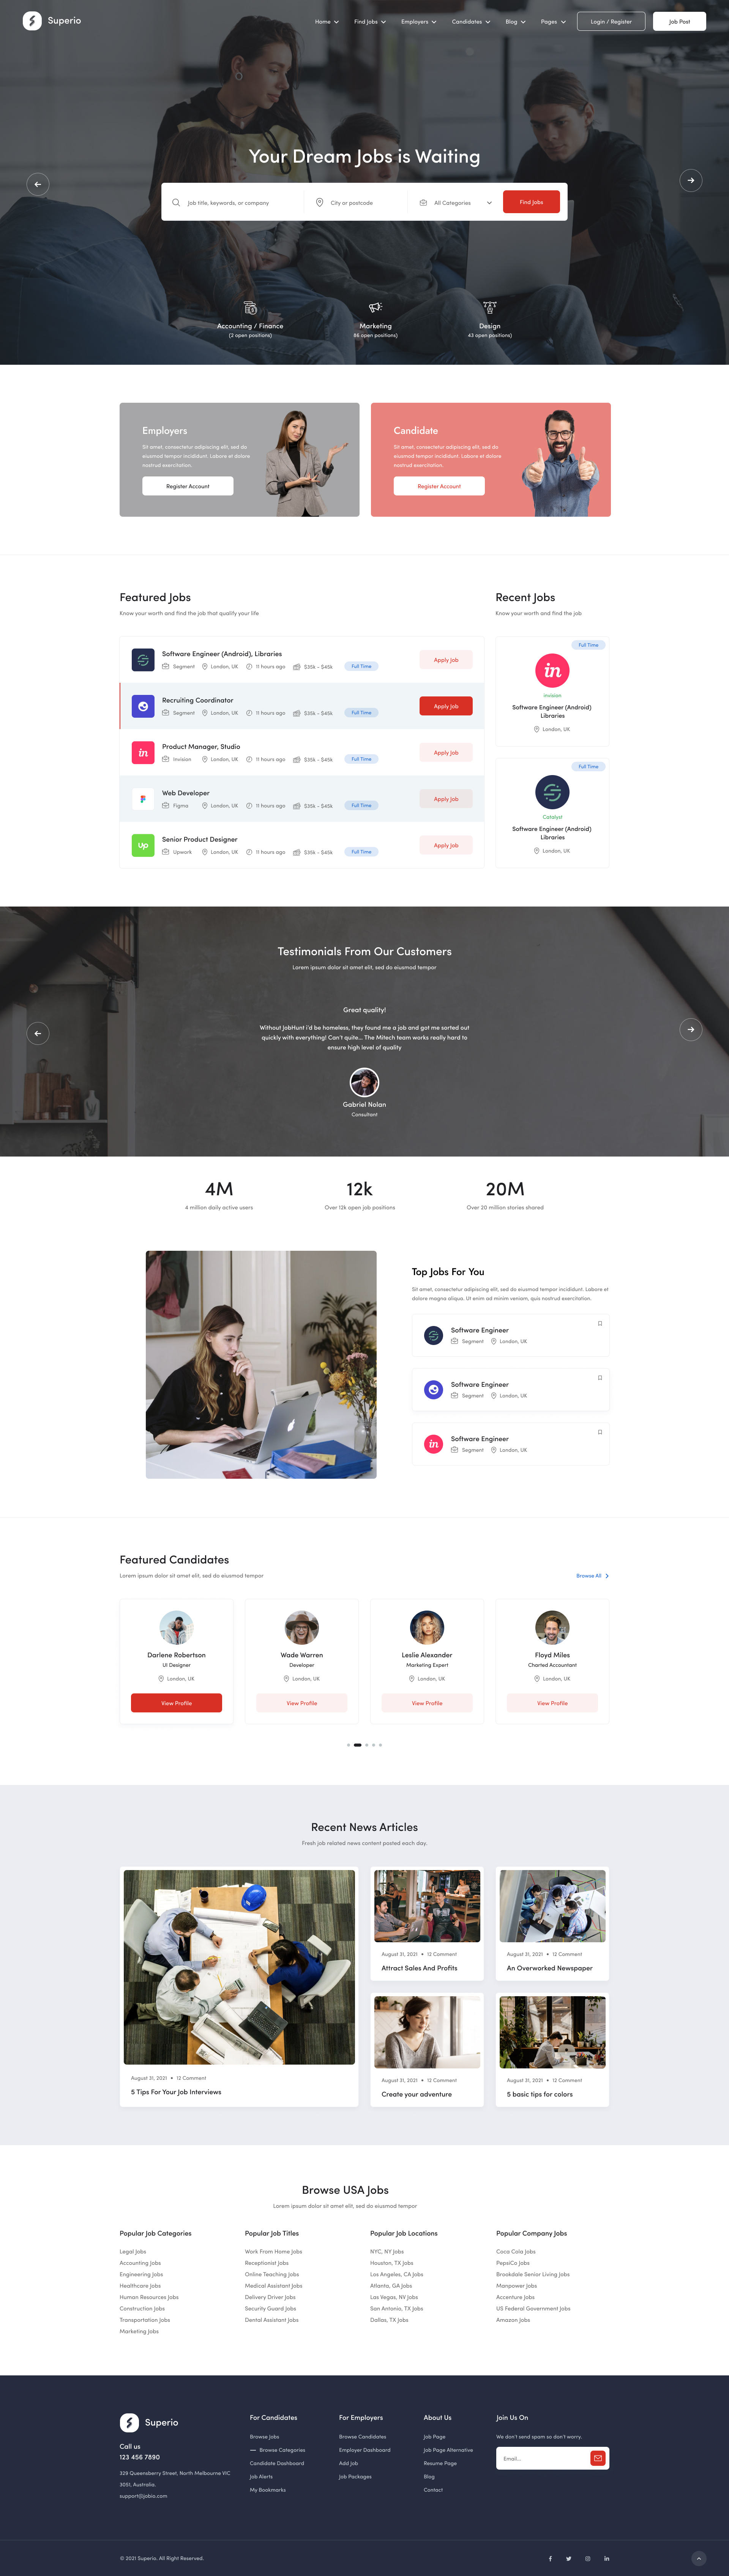 Superio
Home
Find Jobs
Employers
Candidates
Blog
Pages
Login / Register
Job Post
Your Dream Jobs is Waiting
Job title, keywords, or company
City or postcode
All Categories
Find Jobs
Accounting / Finance
(2 open positions)
Marketing
86 open positions)
Design
43 open positions)
Employers
Sit amet, consectetur adipiscing elit, sed do
eiusmod tempor incididunt. Labore et dolore
nostrud exercitation.
Register Account
Candidate
Sit amet, consectetur adipiscing elit, sed do
eiusmod tempor incididunt. Labore et dolore
nostrud exercitation.
Register Account
Featured Jobs
Know your worth and find the job that qualify your life
Software Engineer (Android), Libraries
Segment
London, UK
11 hours ago
$35k - $45k
Full Time
Apply Job
Recruiting Coordinator
Segment
London, UK
11 hours ago
$35k - $45k
Full Time
Apply Job
in
Product Manager, Studio
Invision
London, UK
11 hours ago
$35k - $45k
Full Time
Apply Job
Web Developer
Figma
London, UK
11 hours ago
$35k - $45k
Full Time
Apply Job
Up
Senior Product Designer
Upwork
London, UK
11 hours ago
$35k - $45k
Full Time
Apply Job
Recent Jobs
Know your worth and find the job
Full Time
in
Invision
Software Engineer (Android)
Libraries
London, UK
Full Time
Catalyst
Software Engineer (Android)
Libraries
London, UK
Testimonials From Our Customers
Lorem ipsum dolor sit amet elit, sed do eiusmod tempor
Great quality!
Without JobHunt i'd be homeless, they found me a job and got me sorted out
quickly with everything! Can't quite... The Mitech team works really hard to
ensure high level of quality
Gabriel Nolan
Consultant
4M
4 million daily active users
12k
Over 12k open job positions
20M
Over 20 million stories shared
Top Jobs For You
Sit amet, consectetur adipiscing elit, sed do eiusmod tempor incididunt. Labore et
dolore magna aliqua. Ut enim ad minim veniam, quis nostrud exercitation.
Software Engineer
Segment
London, UK
Software Engineer
Segment
London, UK
in
Software Engineer
Segment
London, UK
Featured Candidates
Lorem ipsum dolor sit amet elit, sed do eiusmod tempor
Browse All
Darlene Robertson
UI Designer
London, UK
View Profile
Wade Warren
Developer
London, UK
View Profile
Leslie Alexander
Marketing Expert
London, UK
View Profile
Floyd Miles
Charted Accountant
London, UK
View Profile
Recent News Articles
Fresh job related news content posted each day.
August 31, 2021 • 12 Comment
5 Tips For Your Job Interviews
August 31, 2021 • 12 Comment
Attract Sales And Profits
August 31, 2021 • 12 Comment
An Overworked Newspaper
August 31, 2021 • 12 Comment
Create your adventure
August 31, 2021 • 12 Comment
5 basic tips for colors
Browse USA Jobs
Lorem ipsum dolor sit amet elit, sed do eiusmod tempor
Popular Job Categories
Legal Jobs
Accounting Jobs
Engineering Jobs
Healthcare Jobs
Human Resources Jobs
Construction Jobs
Transportation Jobs
Marketing Jobs
Popular Job Titles
Work From Home Jobs
Receptionist Jobs
Online Teaching Jobs
Medical Assistant Jobs
Delivery Driver Jobs
Security Guard Jobs
Dental Assistant Jobs
Popular Job Locations
NYC, NY Jobs
Houston, TX Jobs
Los Angeles, CA Jobs
Atlanta, GA Jobs
Las Vegas, NV Jobs
San Antonio, TX Jobs
Dallas, TX Jobs
Popular Company Jobs
Coca Cola Jobs
PepsiCo Jobs
Brookdale Senior Living Jobs
Manpower Jobs
Accenture Jobs
US Federal Government Jobs
Amazon Jobs
Superio
Call us
123 456 7890
329 Queensberry Street, North Melbourne VIC
3051, Australia.
support@jobio.com
For Candidates
Browse Jobs
Browse Categories
Candidate Dashboard
Job Alerts
My Bookmarks
For Employers
Browse Candidates
Employer Dashboard
Add Job
Job Packages
About Us
Job Page
Job Page Alternative
Resume Page
Blog
Contact
Join Us On
We don't send spam so don't worry.
Email...
© 2021 Superio. All Right Reserved.